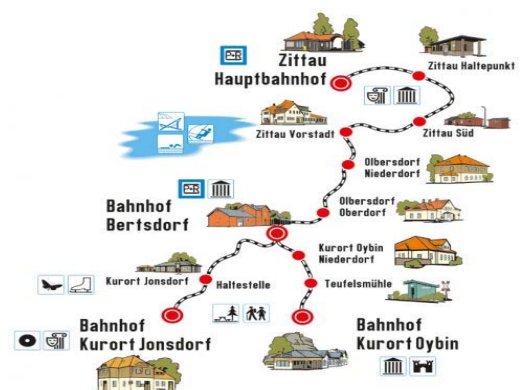 Zittau
Hauptbahnhof
Zittau Haltepunkt
Zittau Vorstadt
Zittau Süd
Olbersdorf
Niederdorf
Olbersdorf
Oberdorf
Bahnhof
Bertsdorf
Kurort Oybin
Niederdorf
Kurort Jonsdorf
Haltestelle
Teufelsmühle
Bahnhof
Kurort Jonsdorf
Bahnhof
Kurort Oybin